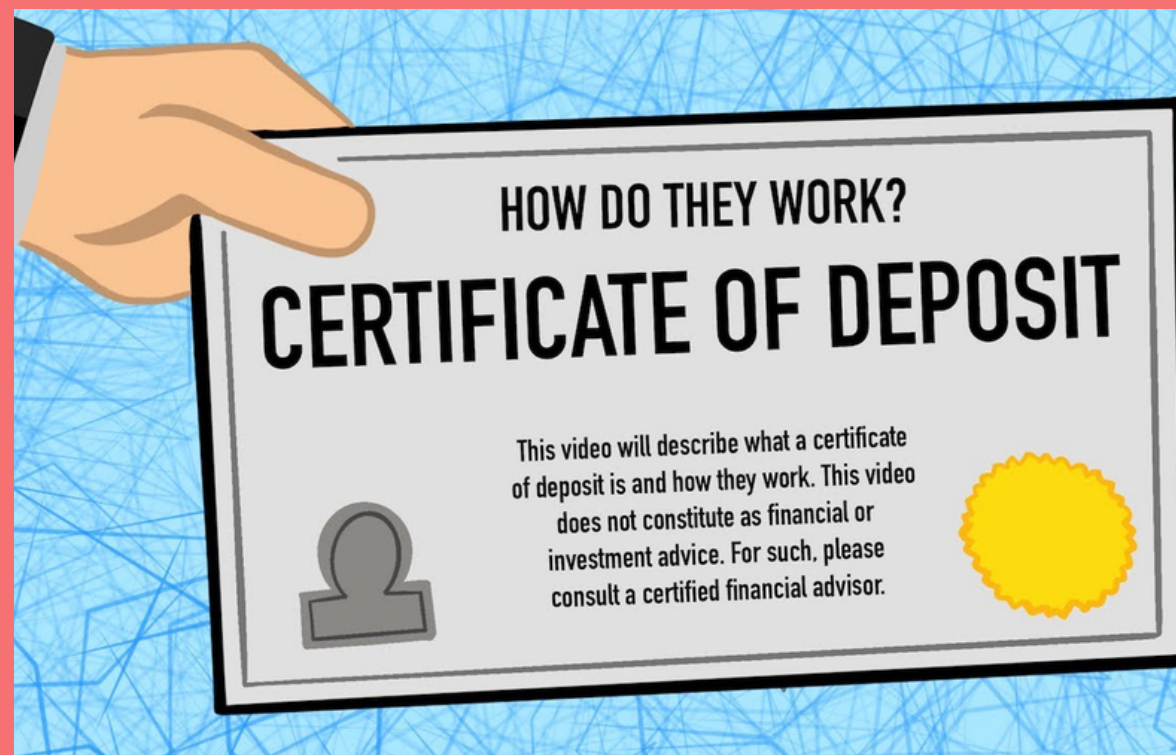 HOW DO THEY WORK?
CERTIFICATE OF DEPOSIT
This video will describe what a certificate
of deposit is and how they work. This video
does not constitute as financial or
investment advice. For such, please
consult a certified financial advisor.